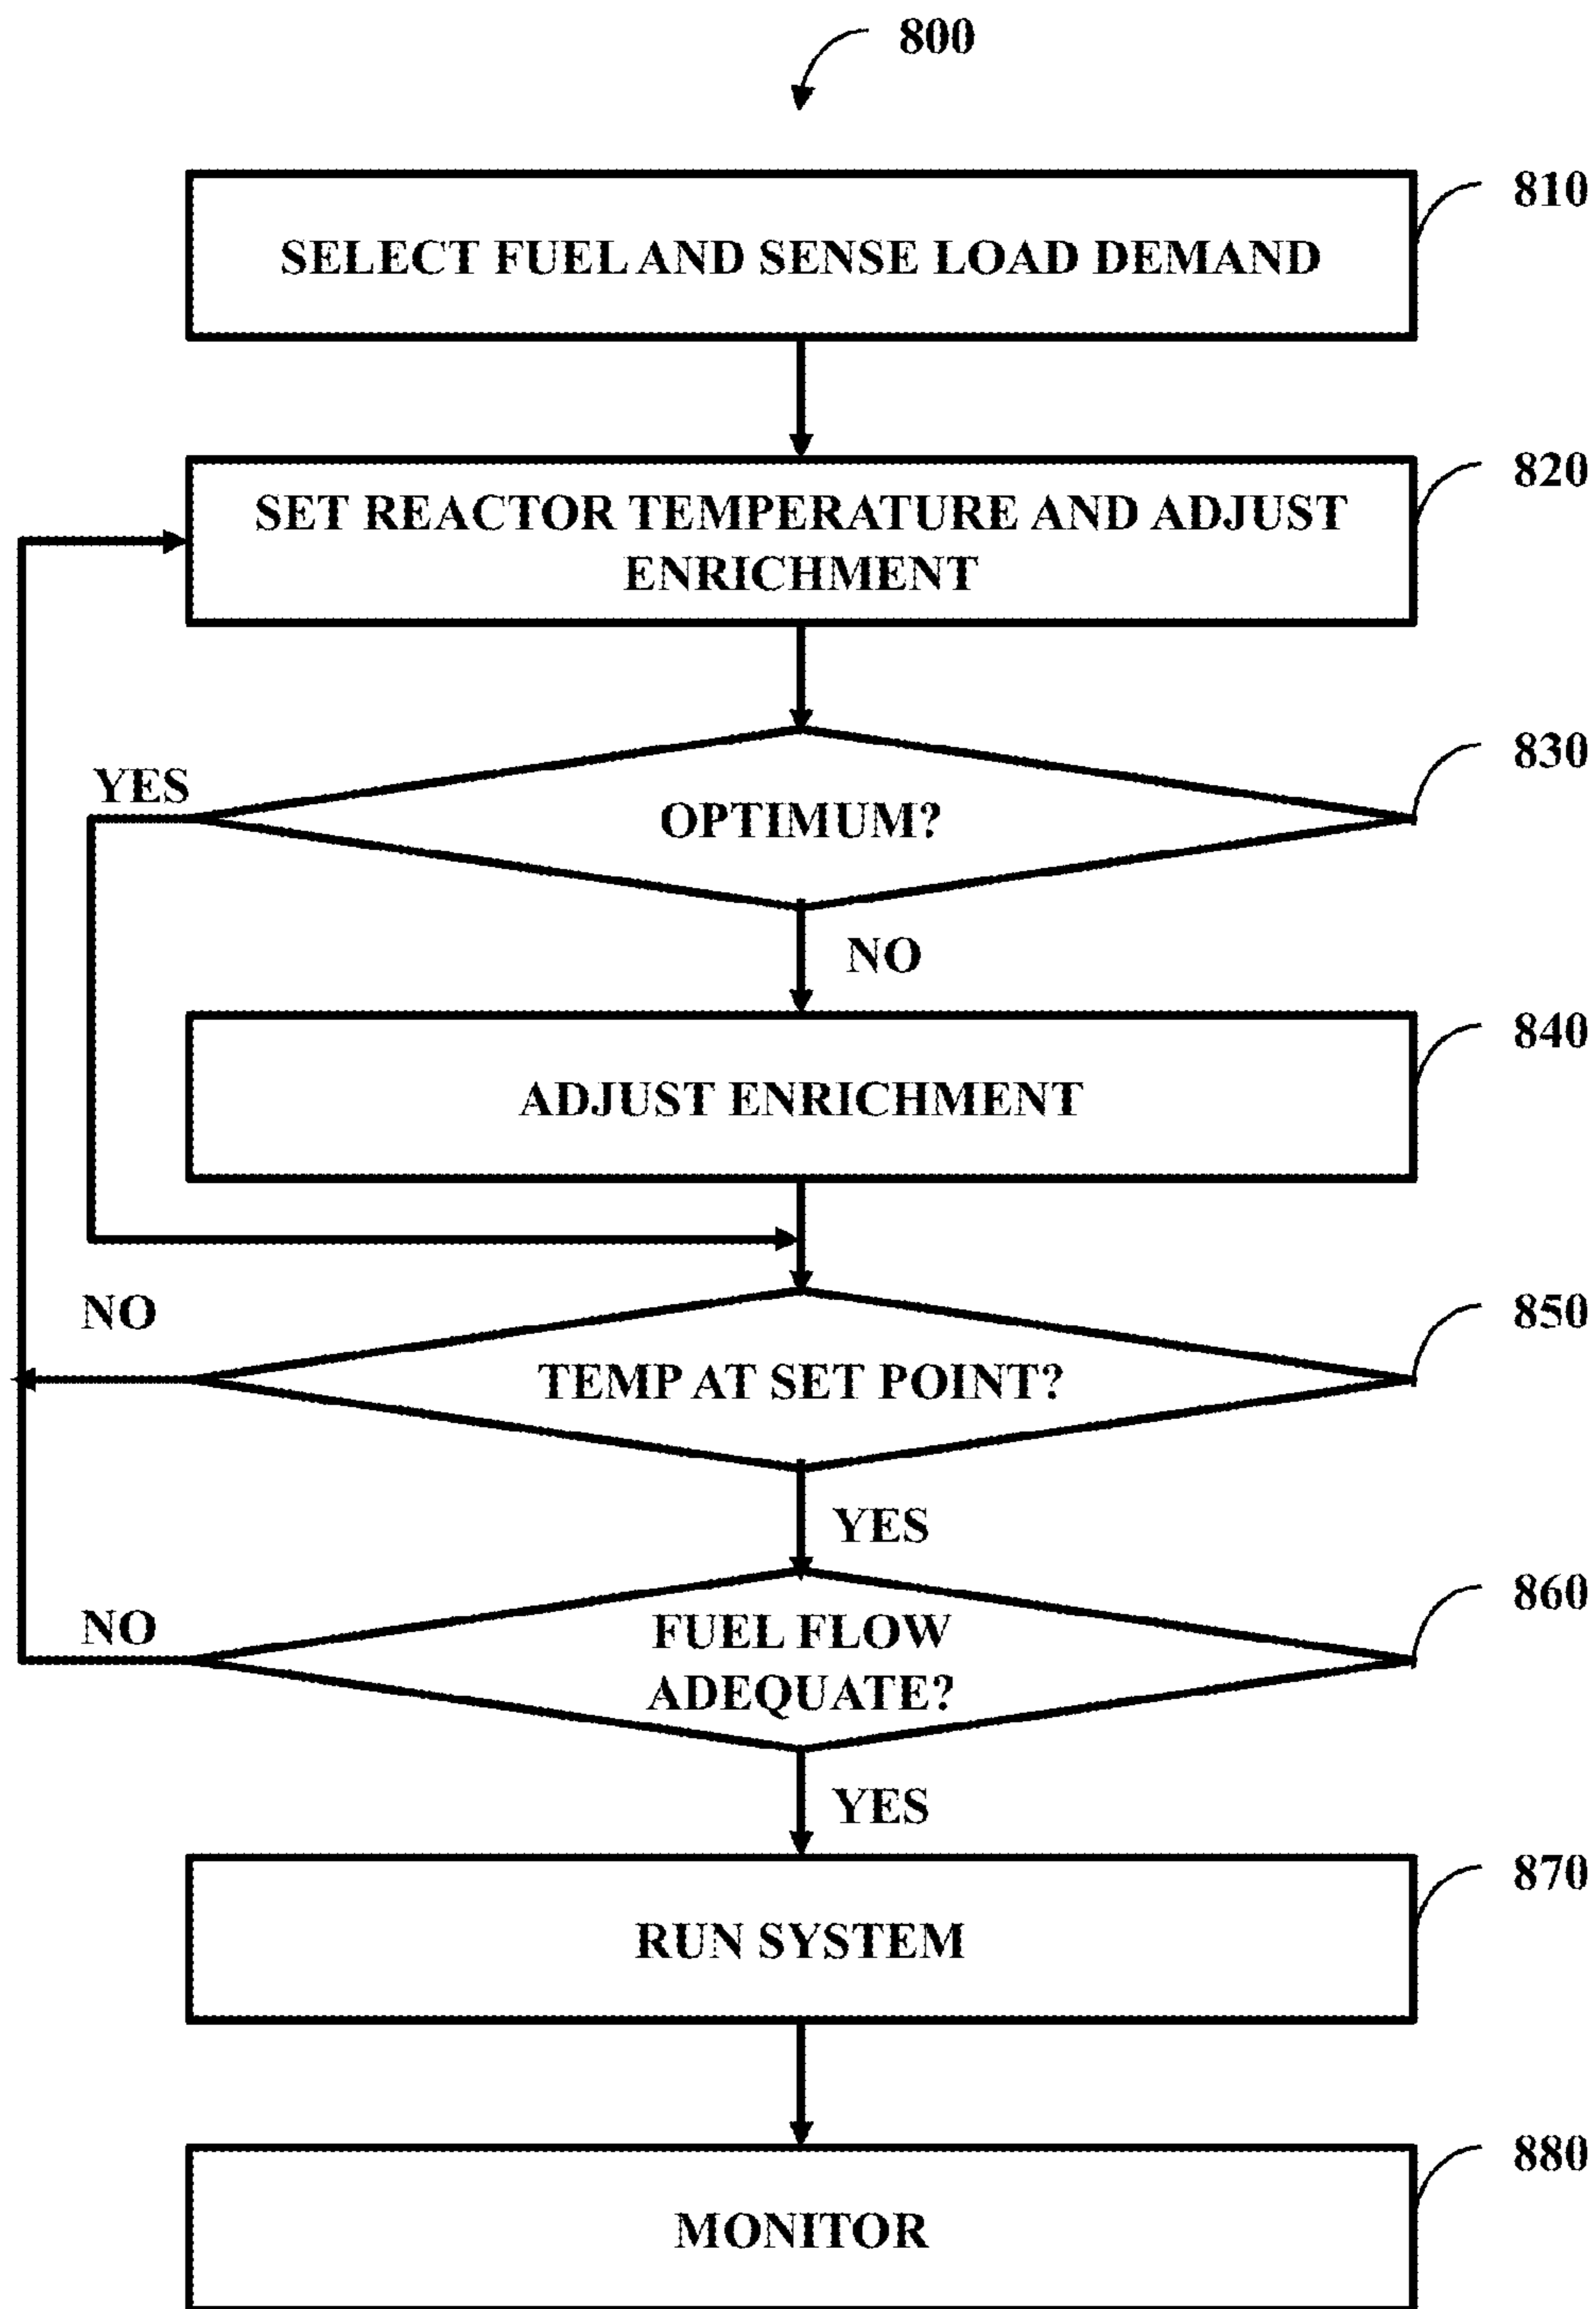 800
810
SELECT FUEL AND SENSE LOAD DEMAND
820
SET REACTOR TEMPERATURE AND ADJUST
ENRICHMENT
830
YES
OPTIMUM?
NO
840
ADJUST ENRICHMENT
NO
850
TEMP AT SET POINT?
YES
860
NO
FUEL FLOW
ADEQUATE?
YES
870
RUN SYSTEM
880
MONITOR